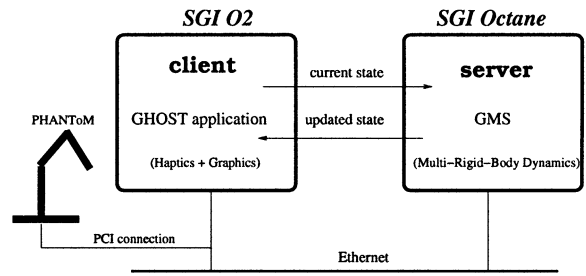 SGI O2
SGI Octane
client
server
current state
PHANToM
GHOST application
updated state
GMS
(Haptics + Graphics)
(Multi-Rigid-Body Dynamics)
PCI connection
Ethernet